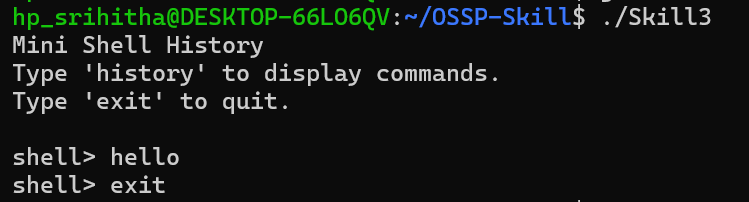 hp_srihitha@DESKTOP-66LO6QV:~/OSSP-Skill$ ./Skill3
Mini Shell History
Type 'history' to display commands.
Type 'exit' to quit.
shell> hello
shell> exit